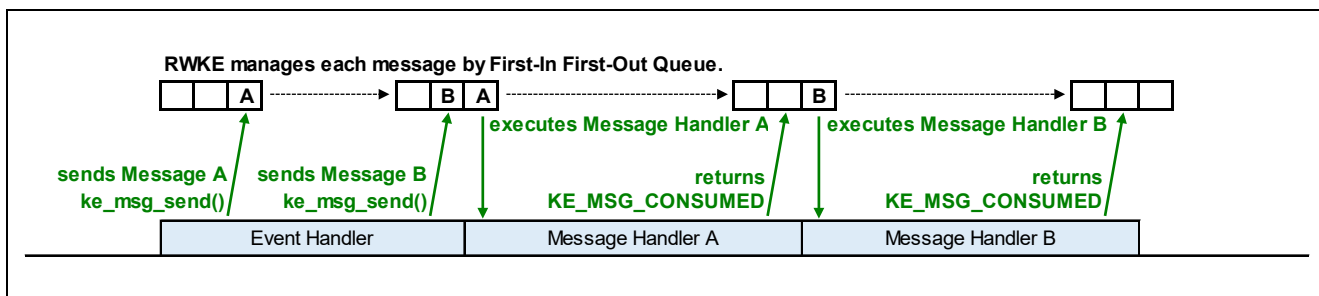 RWKE manages each message by First-In First-Out Queue.
A
B A
B
executes Message Handler A
executes Message Handler B
sends Message A
ke_msg_send()
sends Message B
ke_msg_send()
returns
KE_MSG_CONSUMED
returns
KE_MSG_CONSUMED
Event Handler
Message Handler A
Message Handler B